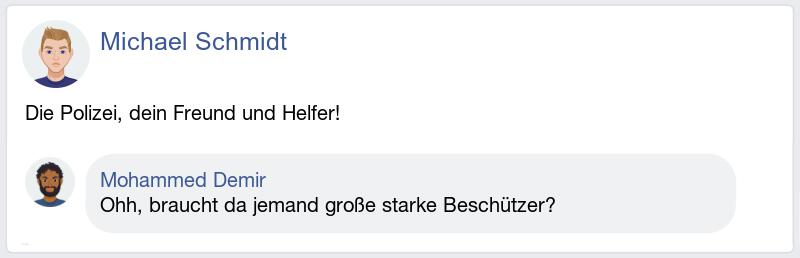 Michael Schmidt
Die Polizei, dein Freund und Helfer!
Mohammed Demir
Ohh, braucht da jemand große starke Beschützer?